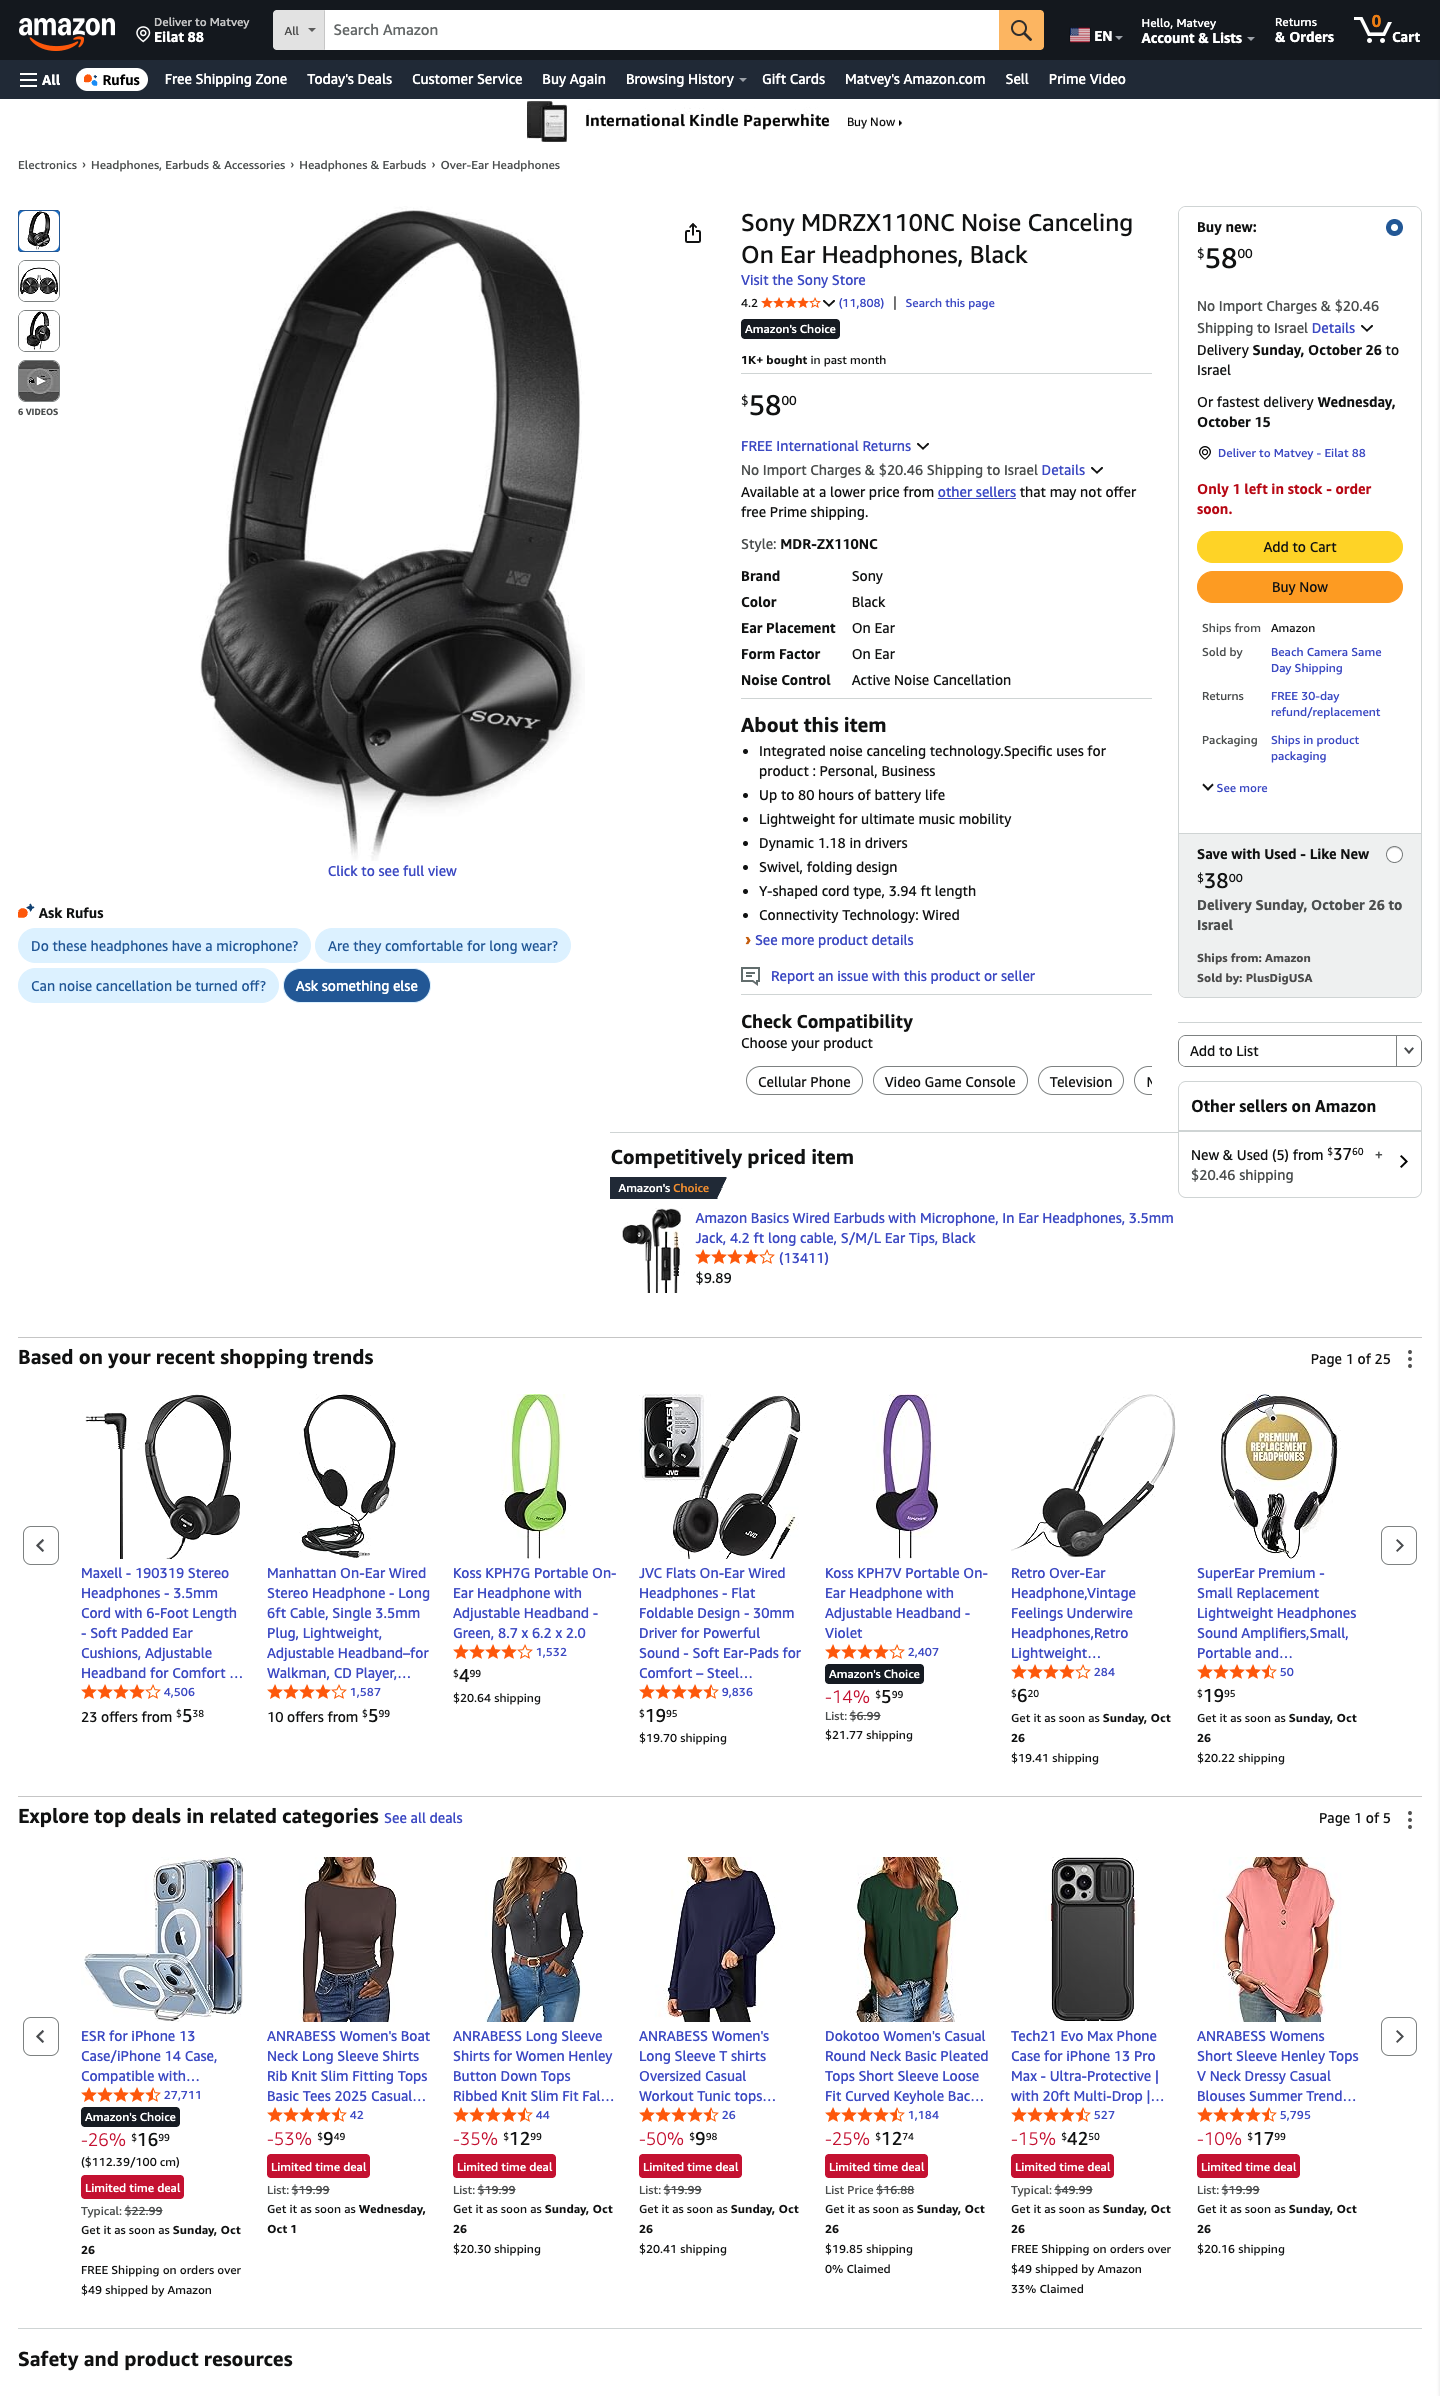 amazon
Deliver to Matvey
Eilat 88
All
Search Amazon
EN
Hello, Matvey
Account & Lists
Returns
& Orders
0
Cart
All
Rufus
Free Shipping Zone
Today's Deals
Customer Service
Buy Again
Browsing History
Gift Cards
Matvey's Amazon.com
Sell
Prime Video
International Kindle Paperwhite
Buy Now
Electronics › Headphones, Earbuds & Accessories › Headphones & Earbuds › Over-Ear Headphones
6 VIDEOS
SONY
Click to see full view
Ask Rufus
Do these headphones have a microphone?
Are they comfortable for long wear?
Can noise cancellation be turned off?
Ask something else
Sony MDRZX110NC Noise Canceling
On Ear Headphones, Black
Visit the Sony Store
4.2 (11,808) | Search this page
Amazon's Choice
1K+ bought in past month
$5800
FREE International Returns
No Import Charges & $20.46 Shipping to Israel Details
Available at a lower price from other sellers that may not offer
free Prime shipping.
Style: MDR-ZX110NC
Brand Sony
Color Black
Ear Placement On Ear
Form Factor On Ear
Noise Control Active Noise Cancellation
About this item
• Integrated noise canceling technology.Specific uses for
product : Personal, Business
• Up to 80 hours of battery life
• Lightweight for ultimate music mobility
• Dynamic 1.18 in drivers
• Swivel, folding design
• Y-shaped cord type, 3.94 ft length
• Connectivity Technology: Wired
› See more product details
Report an issue with this product or seller
Check Compatibility
Choose your product
Cellular Phone
Video Game Console
Television
Buy new:
$5800
No Import Charges & $20.46
Shipping to Israel Details
Delivery Sunday, October 26 to
Israel
Or fastest delivery Wednesday,
October 15
Deliver to Matvey - Eilat 88
Only 1 left in stock - order
soon.
Add to Cart
Buy Now
Ships from Amazon
Sold by Beach Camera Same
Day Shipping
Returns FREE 30-day
refund/replacement
Packaging Ships in product
packaging
See more
Save with Used - Like New
$3800
Delivery Sunday, October 26 to
Israel
Ships from: Amazon
Sold by: PlusDigUSA
Add to List
Other sellers on Amazon
New & Used (5) from $3760 +
$20.46 shipping
Competitively priced item
Amazon's Choice
Amazon Basics Wired Earbuds with Microphone, In Ear Headphones, 3.5mm
Jack, 4.2 ft long cable, S/M/L Ear Tips, Black
(13411)
$9.89
Based on your recent shopping trends
Page 1 of 25
Maxell - 190319 Stereo
Headphones - 3.5mm
Cord with 6-Foot Length
- Soft Padded Ear
Cushions, Adjustable
Headband for Comfort ...
4,506
23 offers from $538
Manhattan On-Ear Wired
Stereo Headphone - Long
6ft Cable, Single 3.5mm
Plug, Lightweight,
Adjustable Headband–for
Walkman, CD Player,...
1,587
10 offers from $599
Koss KPH7G Portable On-
Ear Headphone with
Adjustable Headband -
Green, 8.7 x 6.2 x 2.0
1,532
$499
$20.64 shipping
FLATS
JVC
JVC
JVC Flats On-Ear Wired
Headphones - Flat
Foldable Design - 30mm
Driver for Powerful
Sound - Soft Ear-Pads for
Comfort – Steel...
9,836
$1995
$19.70 shipping
Koss KPH7V Portable On-
Ear Headphone with
Adjustable Headband -
Violet
2,407
Amazon's Choice
-14% $599
List: $6.99
$21.77 shipping
Retro Over-Ear
Headphone,Vintage
Feelings Underwire
Headphones,Retro
Lightweight...
284
$620
Get it as soon as Sunday, Oct
26
$19.41 shipping
PREMIUM
REPLACEMENT
HEADPHONES
SuperEar Premium -
Small Replacement
Lightweight Headphones
Sound Amplifiers,Small,
Portable and...
50
$1995
Get it as soon as Sunday, Oct
26
$20.22 shipping
Explore top deals in related categories See all deals
Page 1 of 5
ESR for iPhone 13
Case/iPhone 14 Case,
Compatible with...
27,711
Amazon's Choice
-26% $1699
($112.39/100 cm)
Limited time deal
Typical: $22.99
Get it as soon as Sunday, Oct
26
FREE Shipping on orders over
$49 shipped by Amazon
ANRABESS Women's Boat
Neck Long Sleeve Shirts
Rib Knit Slim Fitting Tops
Basic Tees 2025 Casual...
42
-53% $949
Limited time deal
List: $19.99
Get it as soon as Wednesday,
Oct 1
ANRABESS Long Sleeve
Shirts for Women Henley
Button Down Tops
Ribbed Knit Slim Fit Fal...
44
-35% $1299
Limited time deal
List: $19.99
Get it as soon as Sunday, Oct
26
$20.30 shipping
ANRABESS Women's
Long Sleeve T shirts
Oversized Casual
Workout Tunic tops...
26
-50% $998
Limited time deal
List: $19.99
Get it as soon as Sunday, Oct
26
$20.41 shipping
Dokotoo Women's Casual
Round Neck Basic Pleated
Tops Short Sleeve Loose
Fit Curved Keyhole Bac...
1,184
-25% $1274
Limited time deal
List Price $16.88
Get it as soon as Sunday, Oct
26
$19.85 shipping
0% Claimed
Tech21 Evo Max Phone
Case for iPhone 13 Pro
Max - Ultra-Protective |
with 20ft Multi-Drop |...
527
-15% $4250
Limited time deal
Typical: $49.99
Get it as soon as Sunday, Oct
26
FREE Shipping on orders over
$49 shipped by Amazon
33% Claimed
ANRABESS Womens
Short Sleeve Henley Tops
V Neck Dressy Casual
Blouses Summer Trend...
5,795
-10% $1799
Limited time deal
List: $19.99
Get it as soon as Sunday, Oct
26
$20.16 shipping
Safety and product resources